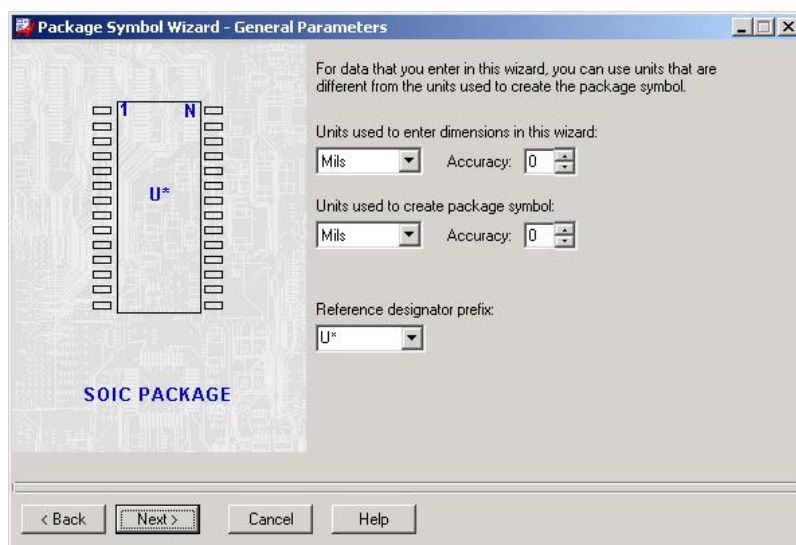 Package Symbol Wizard - General Parameters
1 N
U*
SOIC PACKAGE
For data that you enter in this wizard, you can use units that are
different from the units used to create the package symbol.
Units used to enter dimensions in this wizard:
Mils Accuracy: 0
Units used to create package symbol:
Mils Accuracy: 0
Reference designator prefix:
U*
< Back Next > Cancel Help